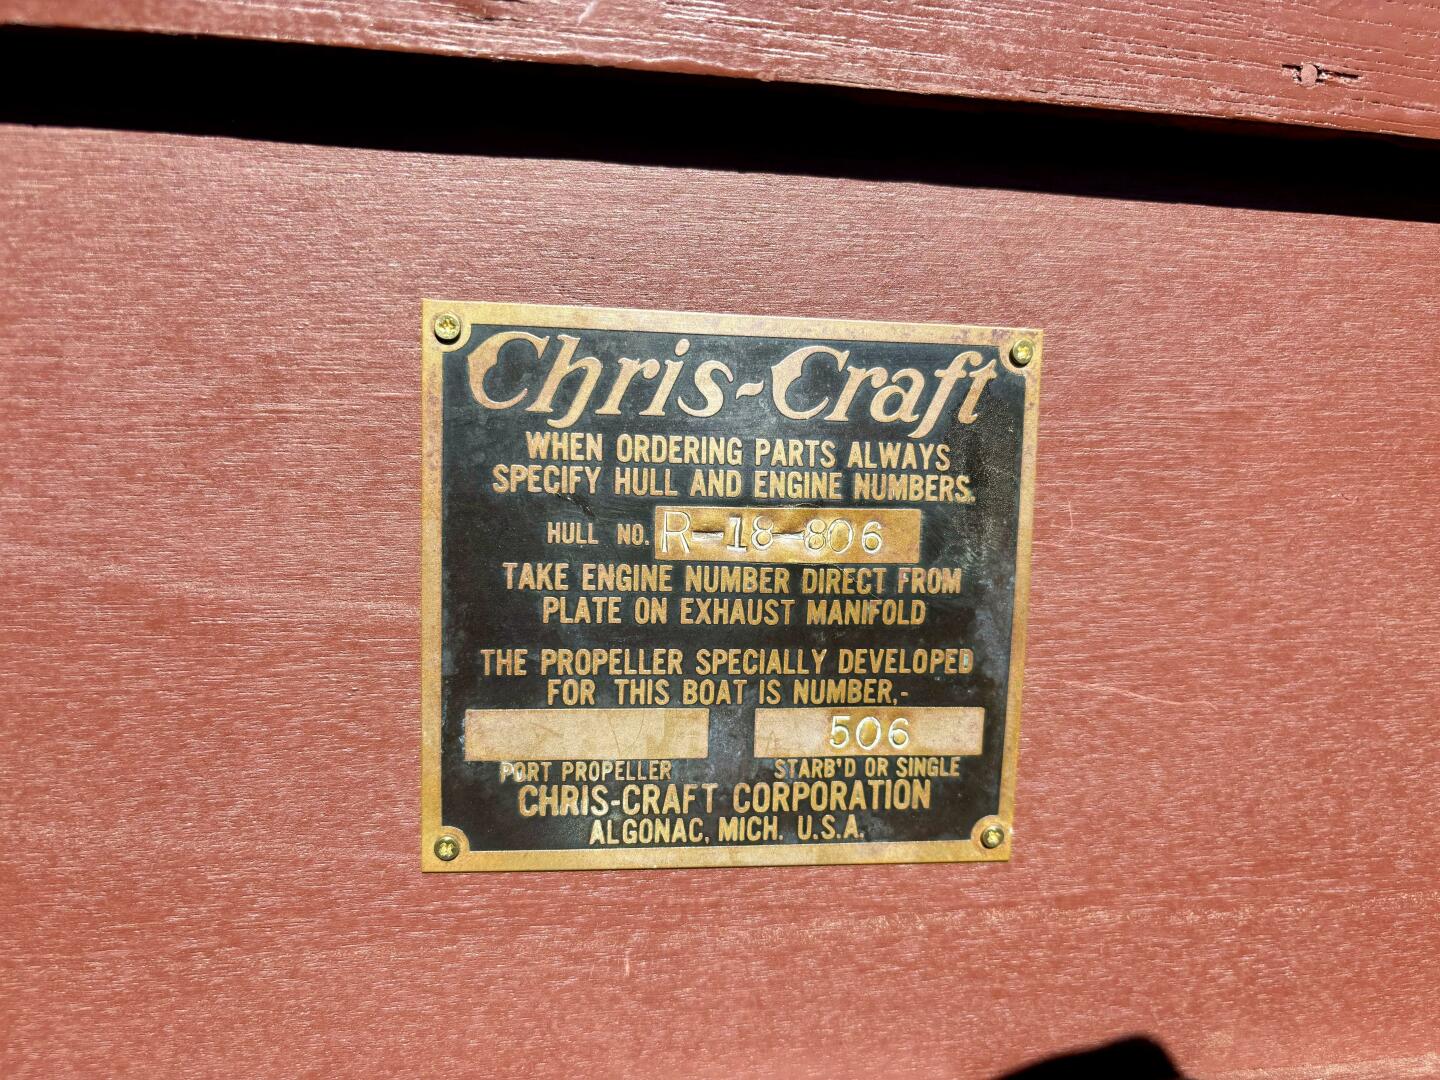 Chris-Craft
WHEN ORDERING PARTS ALWAYS
SPECIFY HULL AND ENGINE NUMBERS.
HULL NO. R-18-806
TAKE ENGINE NUMBER DIRECT FROM
PLATE ON EXHAUST MANIFOLD
THE PROPELLER SPECIALLY DEVELOPED
FOR THIS BOAT IS NUMBER,-
506
PORT PROPELLER STARB'D OR SINGLE
CHRIS-CRAFT CORPORATION
ALGONAC, MICH. U.S.A.